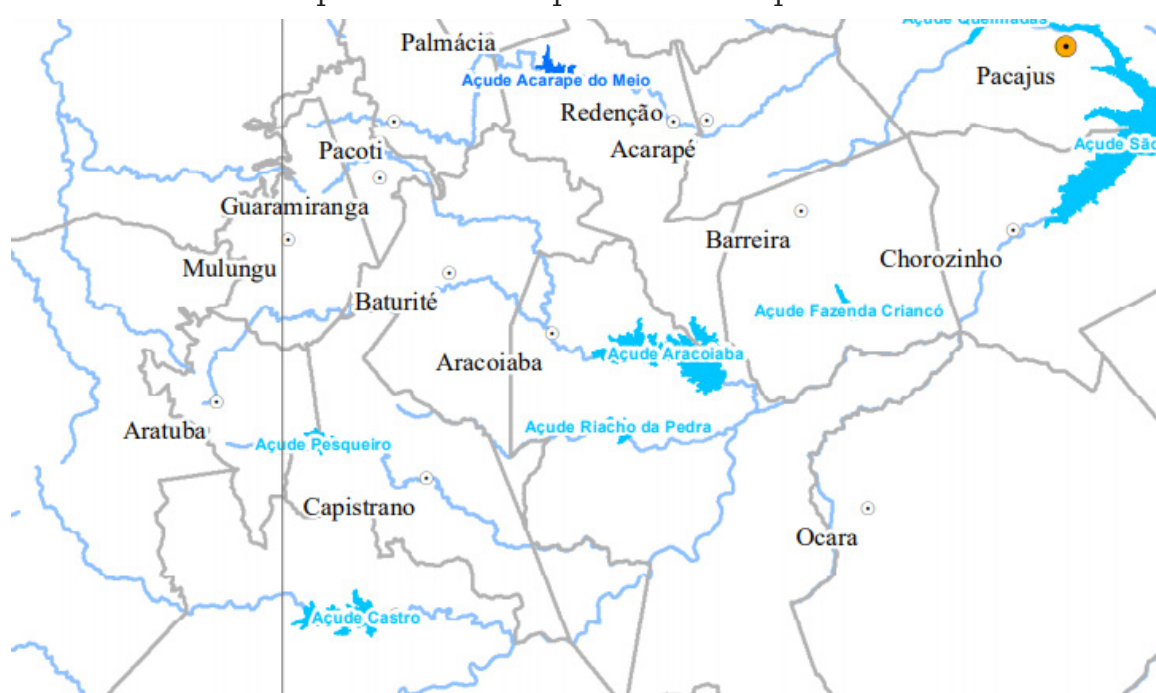 Palmácia
Açude Queimadas
Pacajus
Açude Acarape do Meio
Redenção
Acarapé
Açude São
Pacoti
Guaramiranga
Barreira
Chorozinho
Mulungu
Baturité
Açude Fazenda Criancó
Aracoiaba
Açude Aracoiaba
Aratuba
Açude Riacho da Pedra
Açude Pesqueiro
Capistrano
Ocara
Açude Castro